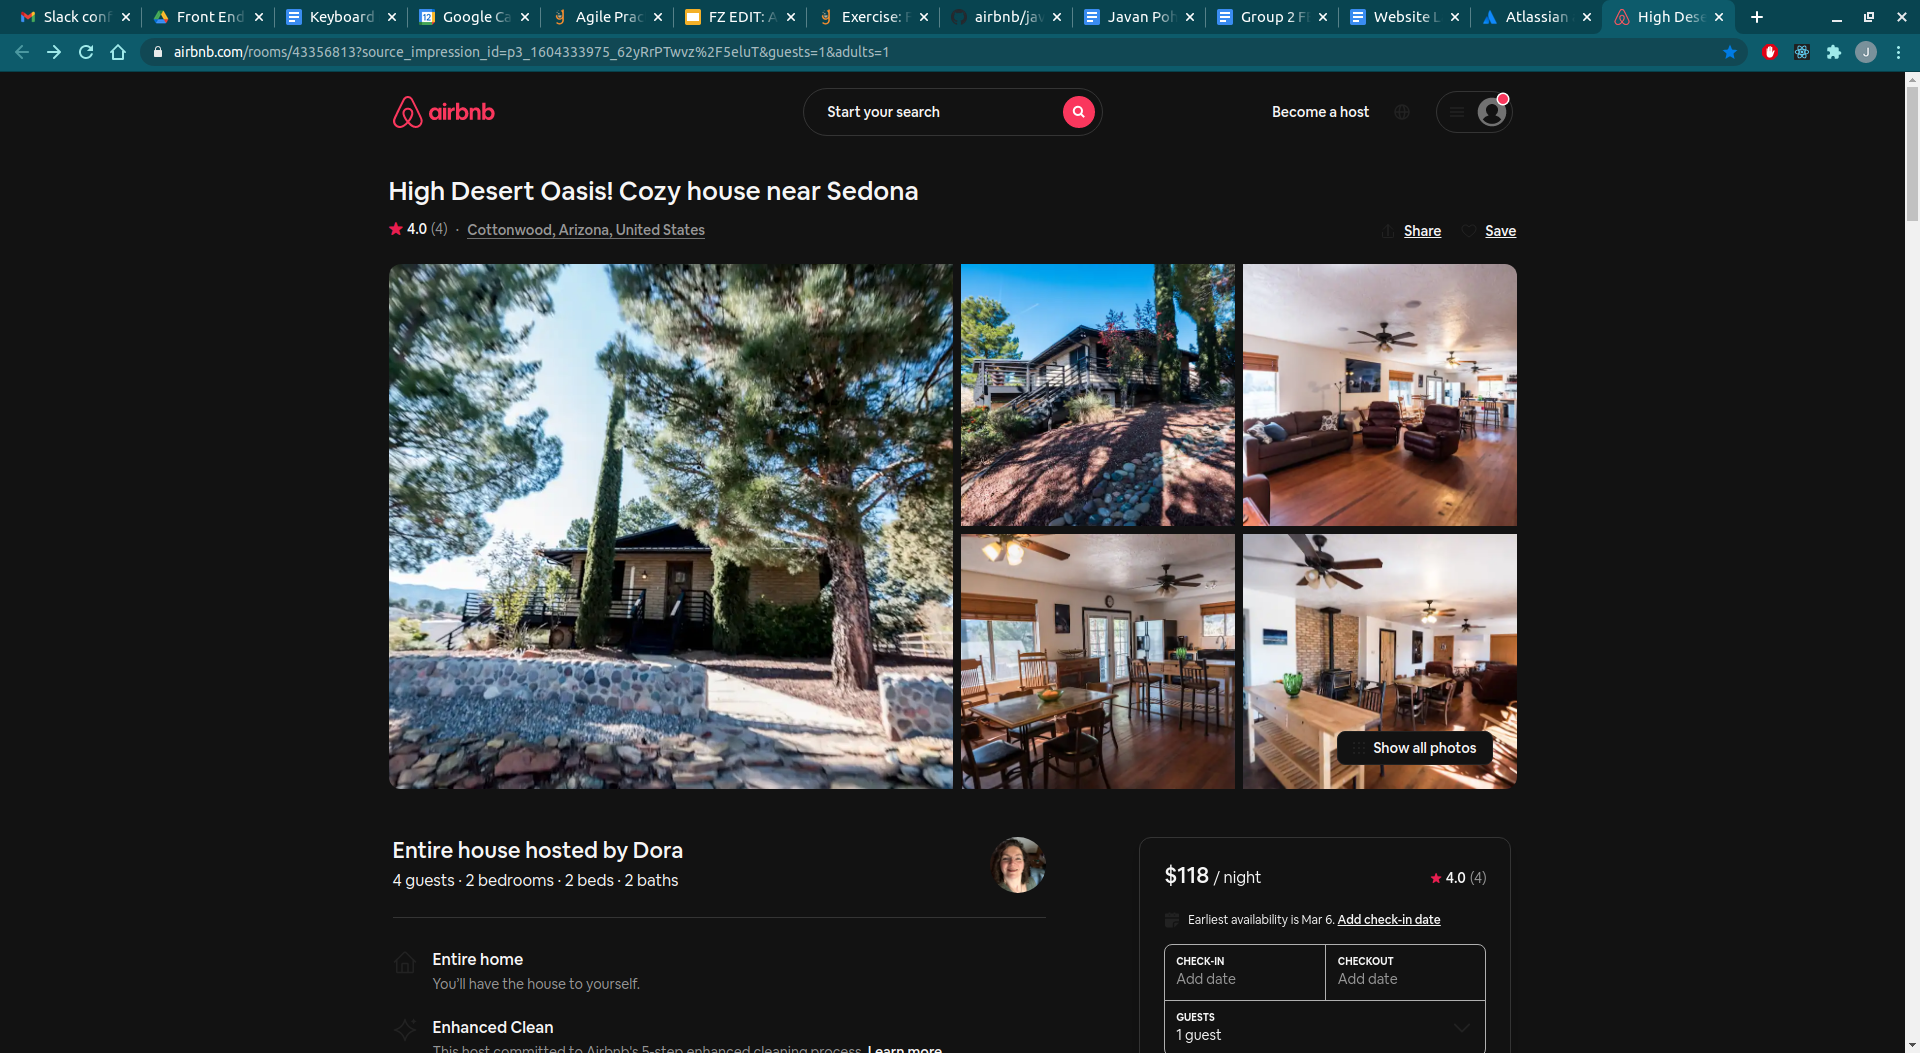 Slack conf
Front End
Keyboard
Google Ca
Agile Prac
FZ EDIT: A
Exercise: F
airbnb/jav
Javan Poh
Group 2 F
Website L
Atlassian
High Dese
airbnb.com/rooms/43356813?source_impression_id=p3_1604333975_62yRrPTwvz%2F5eluT&guests=1&adults=1
J
airbnb
Start your search
Become a host
High Desert Oasis! Cozy house near Sedona
4.0 (4) · Cottonwood, Arizona, United States
Share
Save
Show all photos
Entire house hosted by Dora
4 guests · 2 bedrooms · 2 beds · 2 baths
Entire home
You'll have the house to yourself.
Enhanced Clean
This host committed to Airbnb's 5-step enhanced cleaning process. Learn more
$118 / night
4.0 (4)
Earliest availability is Mar 6. Add check-in date
CHECK-IN
Add date
CHECKOUT
Add date
GUESTS
1 guest